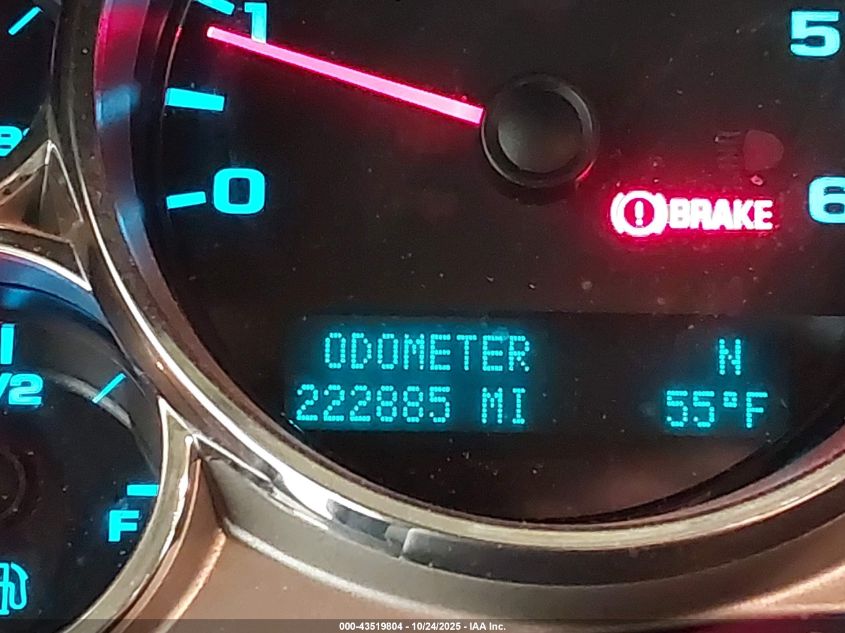 1
5
0
BRAKE
6
ODOMETER N
222885 MI 55°F
1/2
F
000-43519804 - 10/24/2025 - IAA Inc.